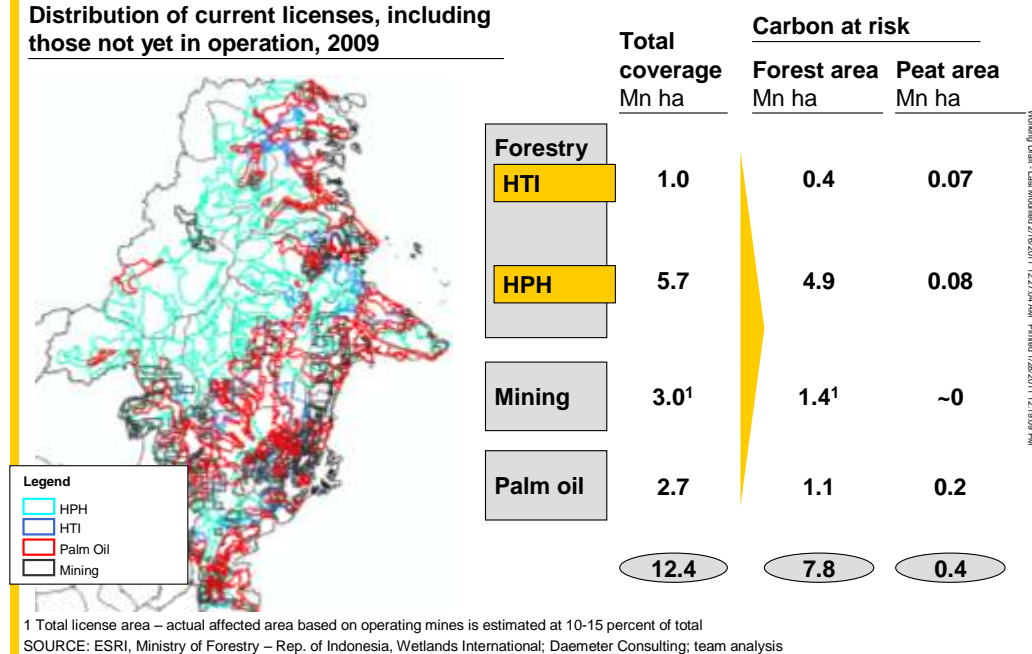 Distribution of current licenses, including
those not yet in operation, 2009
Total
coverage
Mn ha
Carbon at risk
Forest area
Mn ha
Peat area
Mn ha
Forestry
HTI
1.0
0.4
0.07
HPH
5.7
4.9
0.08
Mining
3.0¹
1.4¹
~0
Palm oil
2.7
1.1
0.2
12.4
7.8
0.4
Legend
HPH
HTI
Palm Oil
Mining
1 Total license area – actual affected area based on operating mines is estimated at 10-15 percent of total
SOURCE: ESRI, Ministry of Forestry – Rep. of Indonesia, Wetlands International; Daemeter Consulting; team analysis
Working Draft - Last Modified